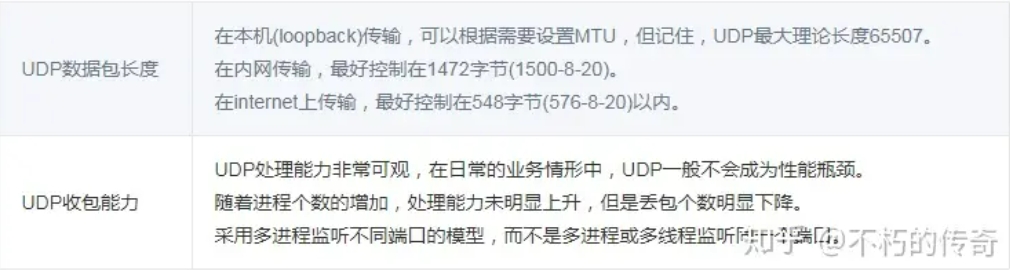 在本机(loopback)传输，可以根据需要设置MTU，但记住，UDP最大理论长度65507。
UDP数据包长度
在内网传输，最好控制在1472字节(1500-8-20)。
在internet上传输，最好控制在548字节(576-8-20)以内。
UDP处理能力非常可观，在日常的业务情形中，UDP一般不会成为性能瓶颈。
UDP收包能力
随着进程个数的增加，处理能力未明显上升，但是丢包个数明显下降。
采用多进程监听不同端口的模型，而不是多进程或多线程监听同一个端口。
知乎 @不朽的传奇